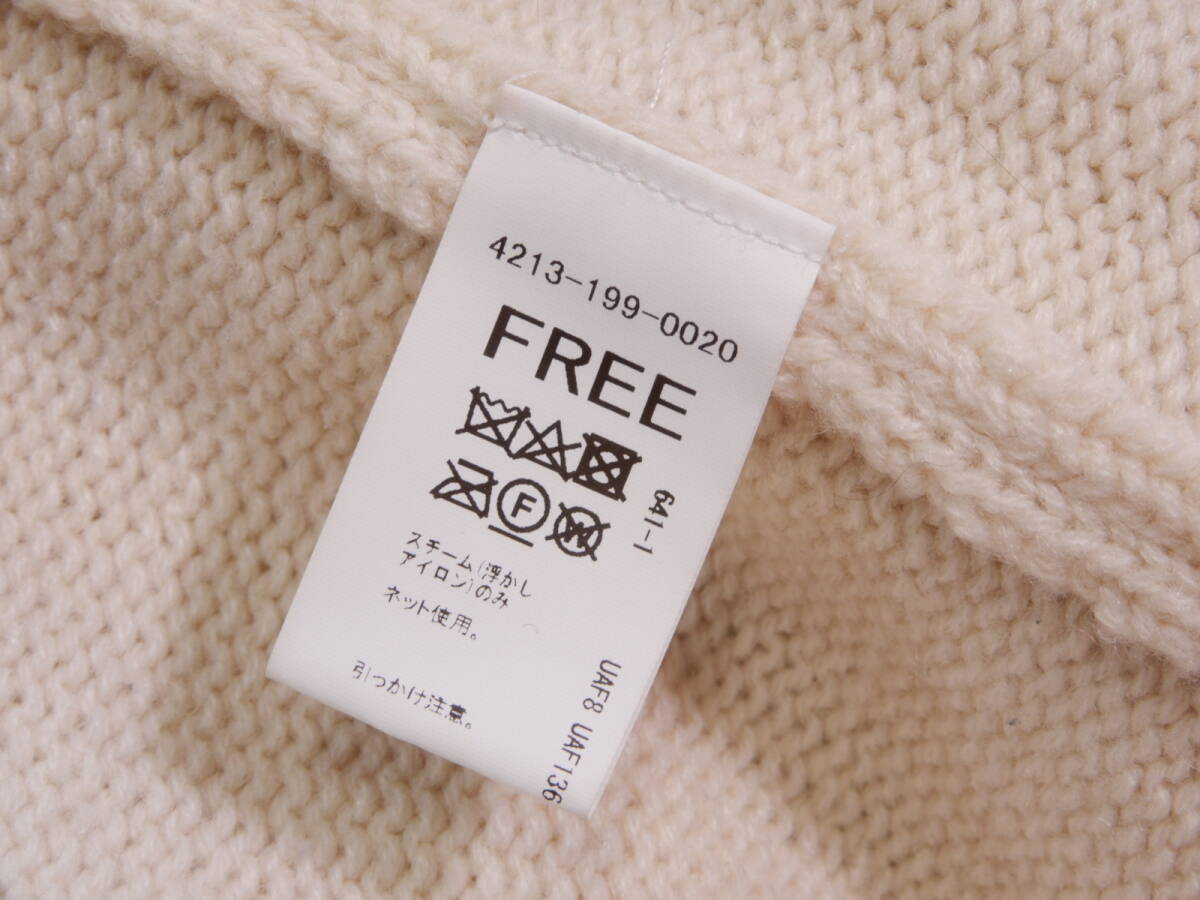 4213-199-0020
FREE
F
W
641-1
スチーム(浮かし
アイロン)のみ
ネット使用。
引っかけ注意。
UAF8 UAF136